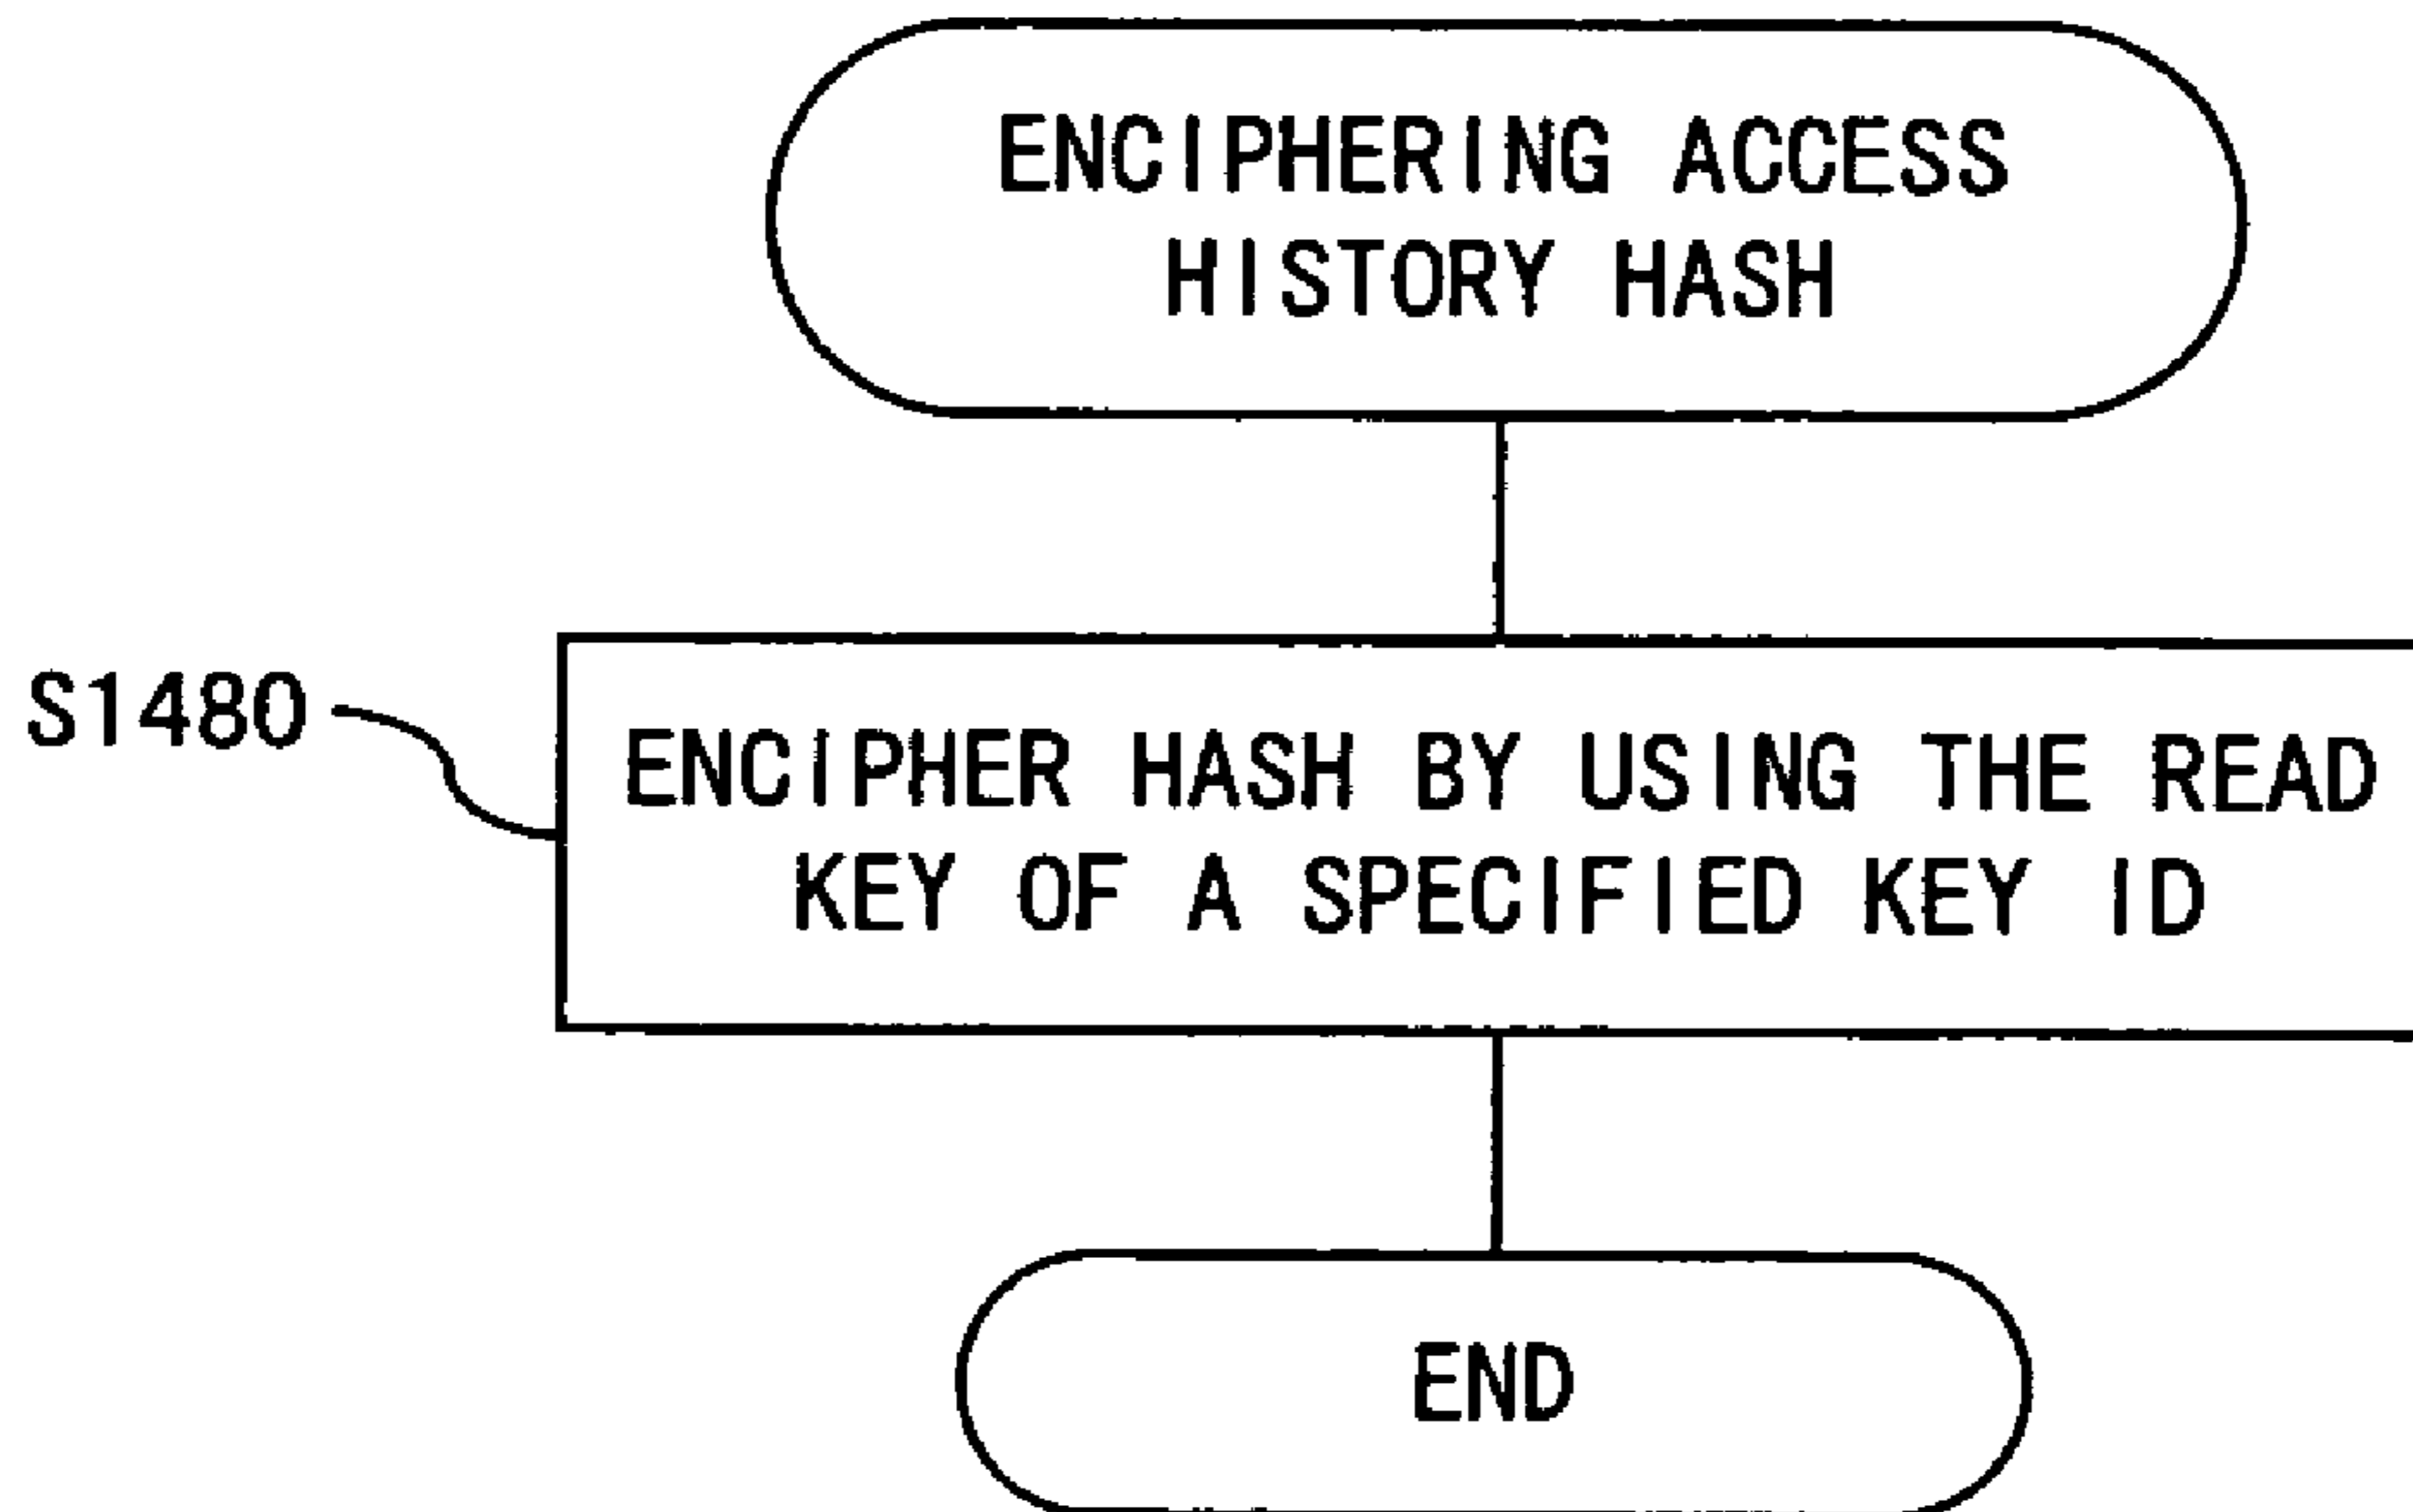 ENCIPHERING ACCESS
HISTORY HASH
S1480
ENCIPHER HASH BY USING THE READ
KEY OF A SPECIFIED KEY ID
END